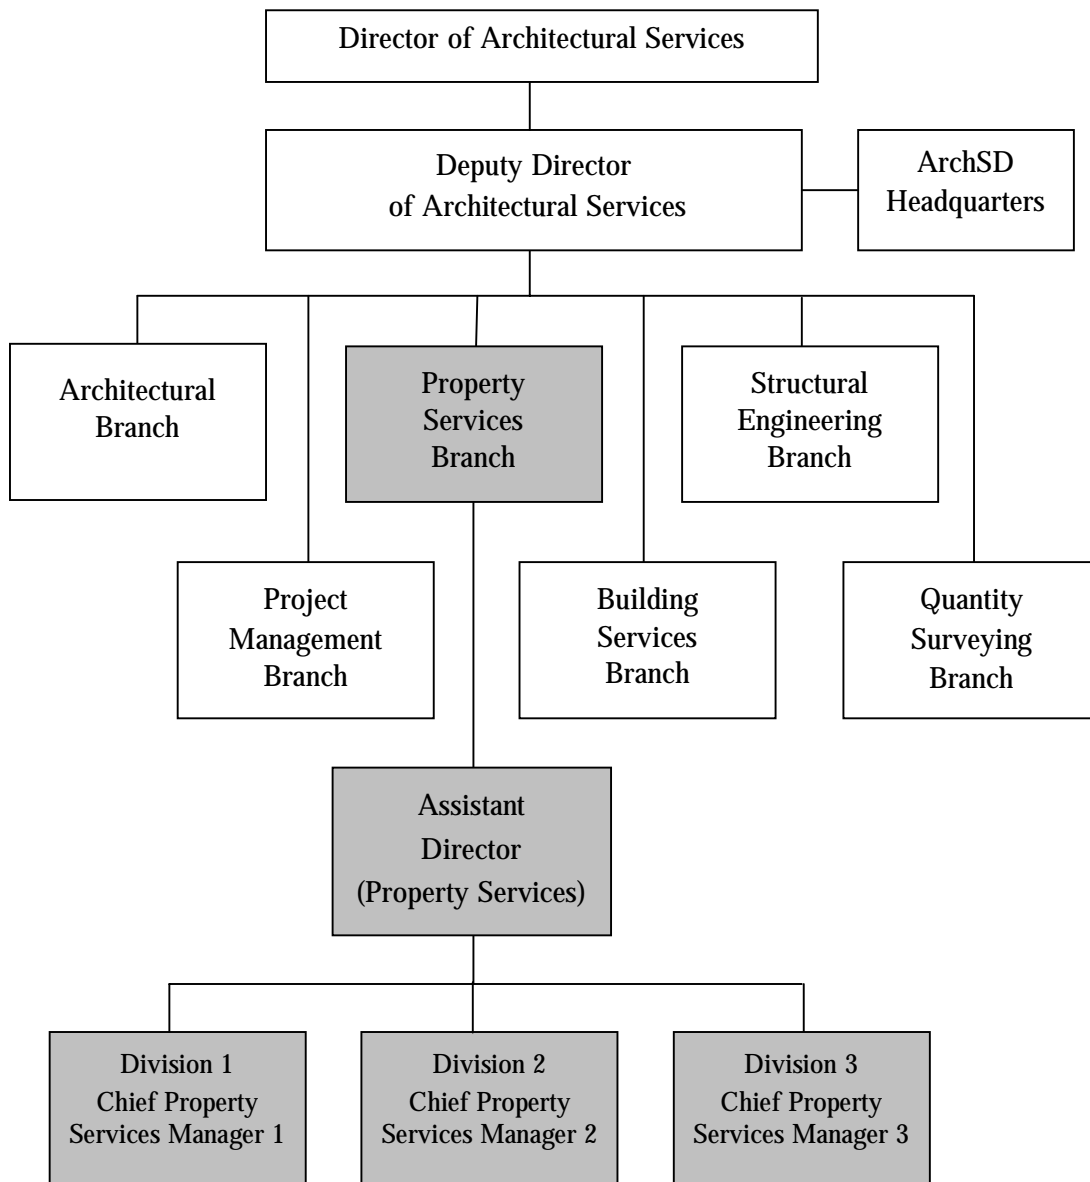 Director of Architectural Services
Deputy Director
of Architectural Services
ArchSD
Headquarters
Architectural
Branch
Property
Services
Branch
Structural
Engineering
Branch
Project
Management
Branch
Building
Services
Branch
Quantity
Surveying
Branch
Assistant
Director
(Property Services)
Division 1
Chief Property
Services Manager 1
Division 2
Chief Property
Services Manager 2
Division 3
Chief Property
Services Manager 3